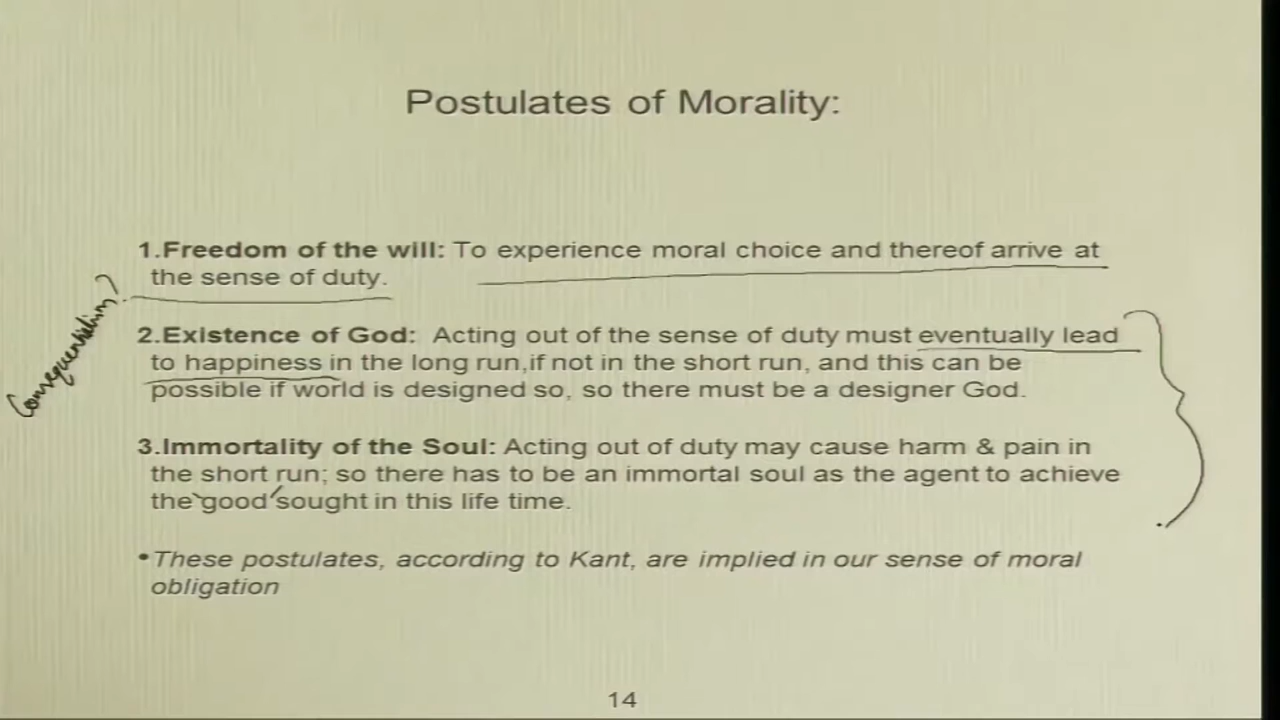 Postulates of Morality:
1.Freedom of the will: To experience moral choice and thereof arrive at
the sense of duty.
Consequentialism?
2.Existence of God: Acting out of the sense of duty must eventually lead
to happiness in the long run,if not in the short run, and this can be
possible if world is designed so, so there must be a designer God.
3.Immortality of the Soul: Acting out of duty may cause harm & pain in
the short run; so there has to be an immortal soul as the agent to achieve
the 'good' sought in this life time.
•These postulates, according to Kant, are implied in our sense of moral
obligation
14